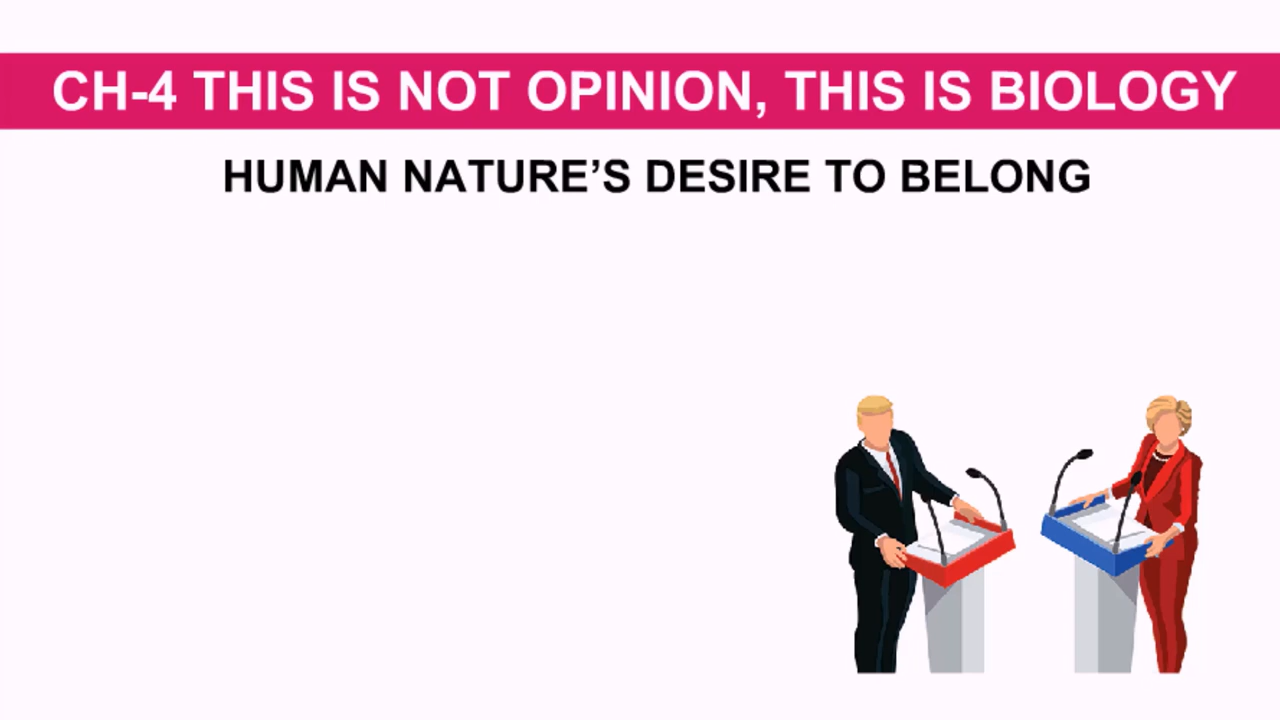 CH-4 THIS IS NOT OPINION, THIS IS BIOLOGY
HUMAN NATURE’S DESIRE TO BELONG